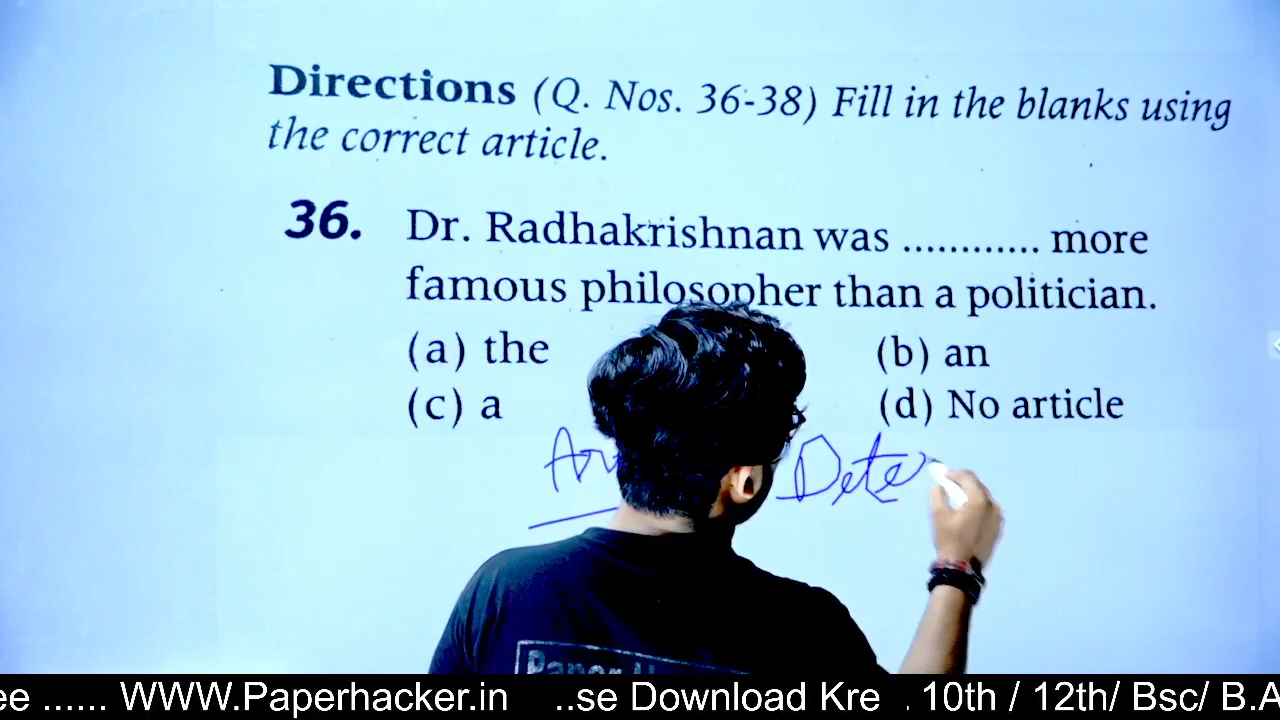 Directions (Q. Nos. 36-38) Fill in the blanks using
the correct article.
36. Dr. Radhakrishnan was ............ more
famous philosopher than a politician.
(a) the (b) an
(c) a (d) No article
Dete
Paper
ee ...... WWW.Paperhacker.in ..se Download Kre . 10th / 12th/ Bsc/ B.A